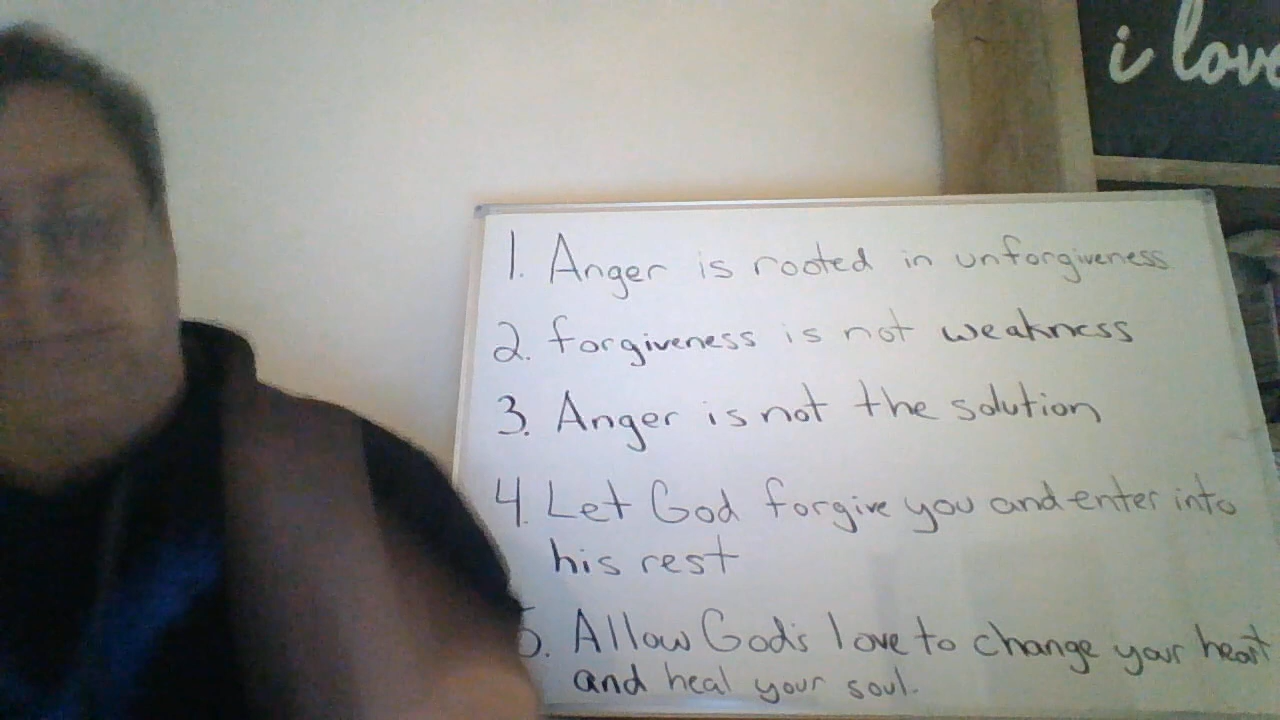 i love
1. Anger is rooted in unforgiveness
2. forgiveness is not weakness
3. Anger is not the solution
4. Let God forgive you and enter into
his rest
5. Allow God's love to change your heart
and heal your soul.